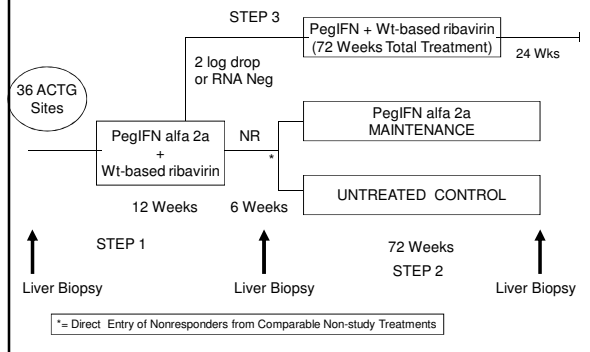 STEP 3
PegIFN + Wt-based ribavirin
(72 Weeks Total Treatment)
24 Wks
2 log drop
or RNA Neg
36 ACTG
Sites
PegIFN alfa 2a
+
Wt-based ribavirin
NR
*
PegIFN alfa 2a
MAINTENANCE
UNTREATED CONTROL
12 Weeks
6 Weeks
STEP 1
72 Weeks
STEP 2
Liver Biopsy
Liver Biopsy
Liver Biopsy
*= Direct Entry of Nonresponders from Comparable Non-study Treatments